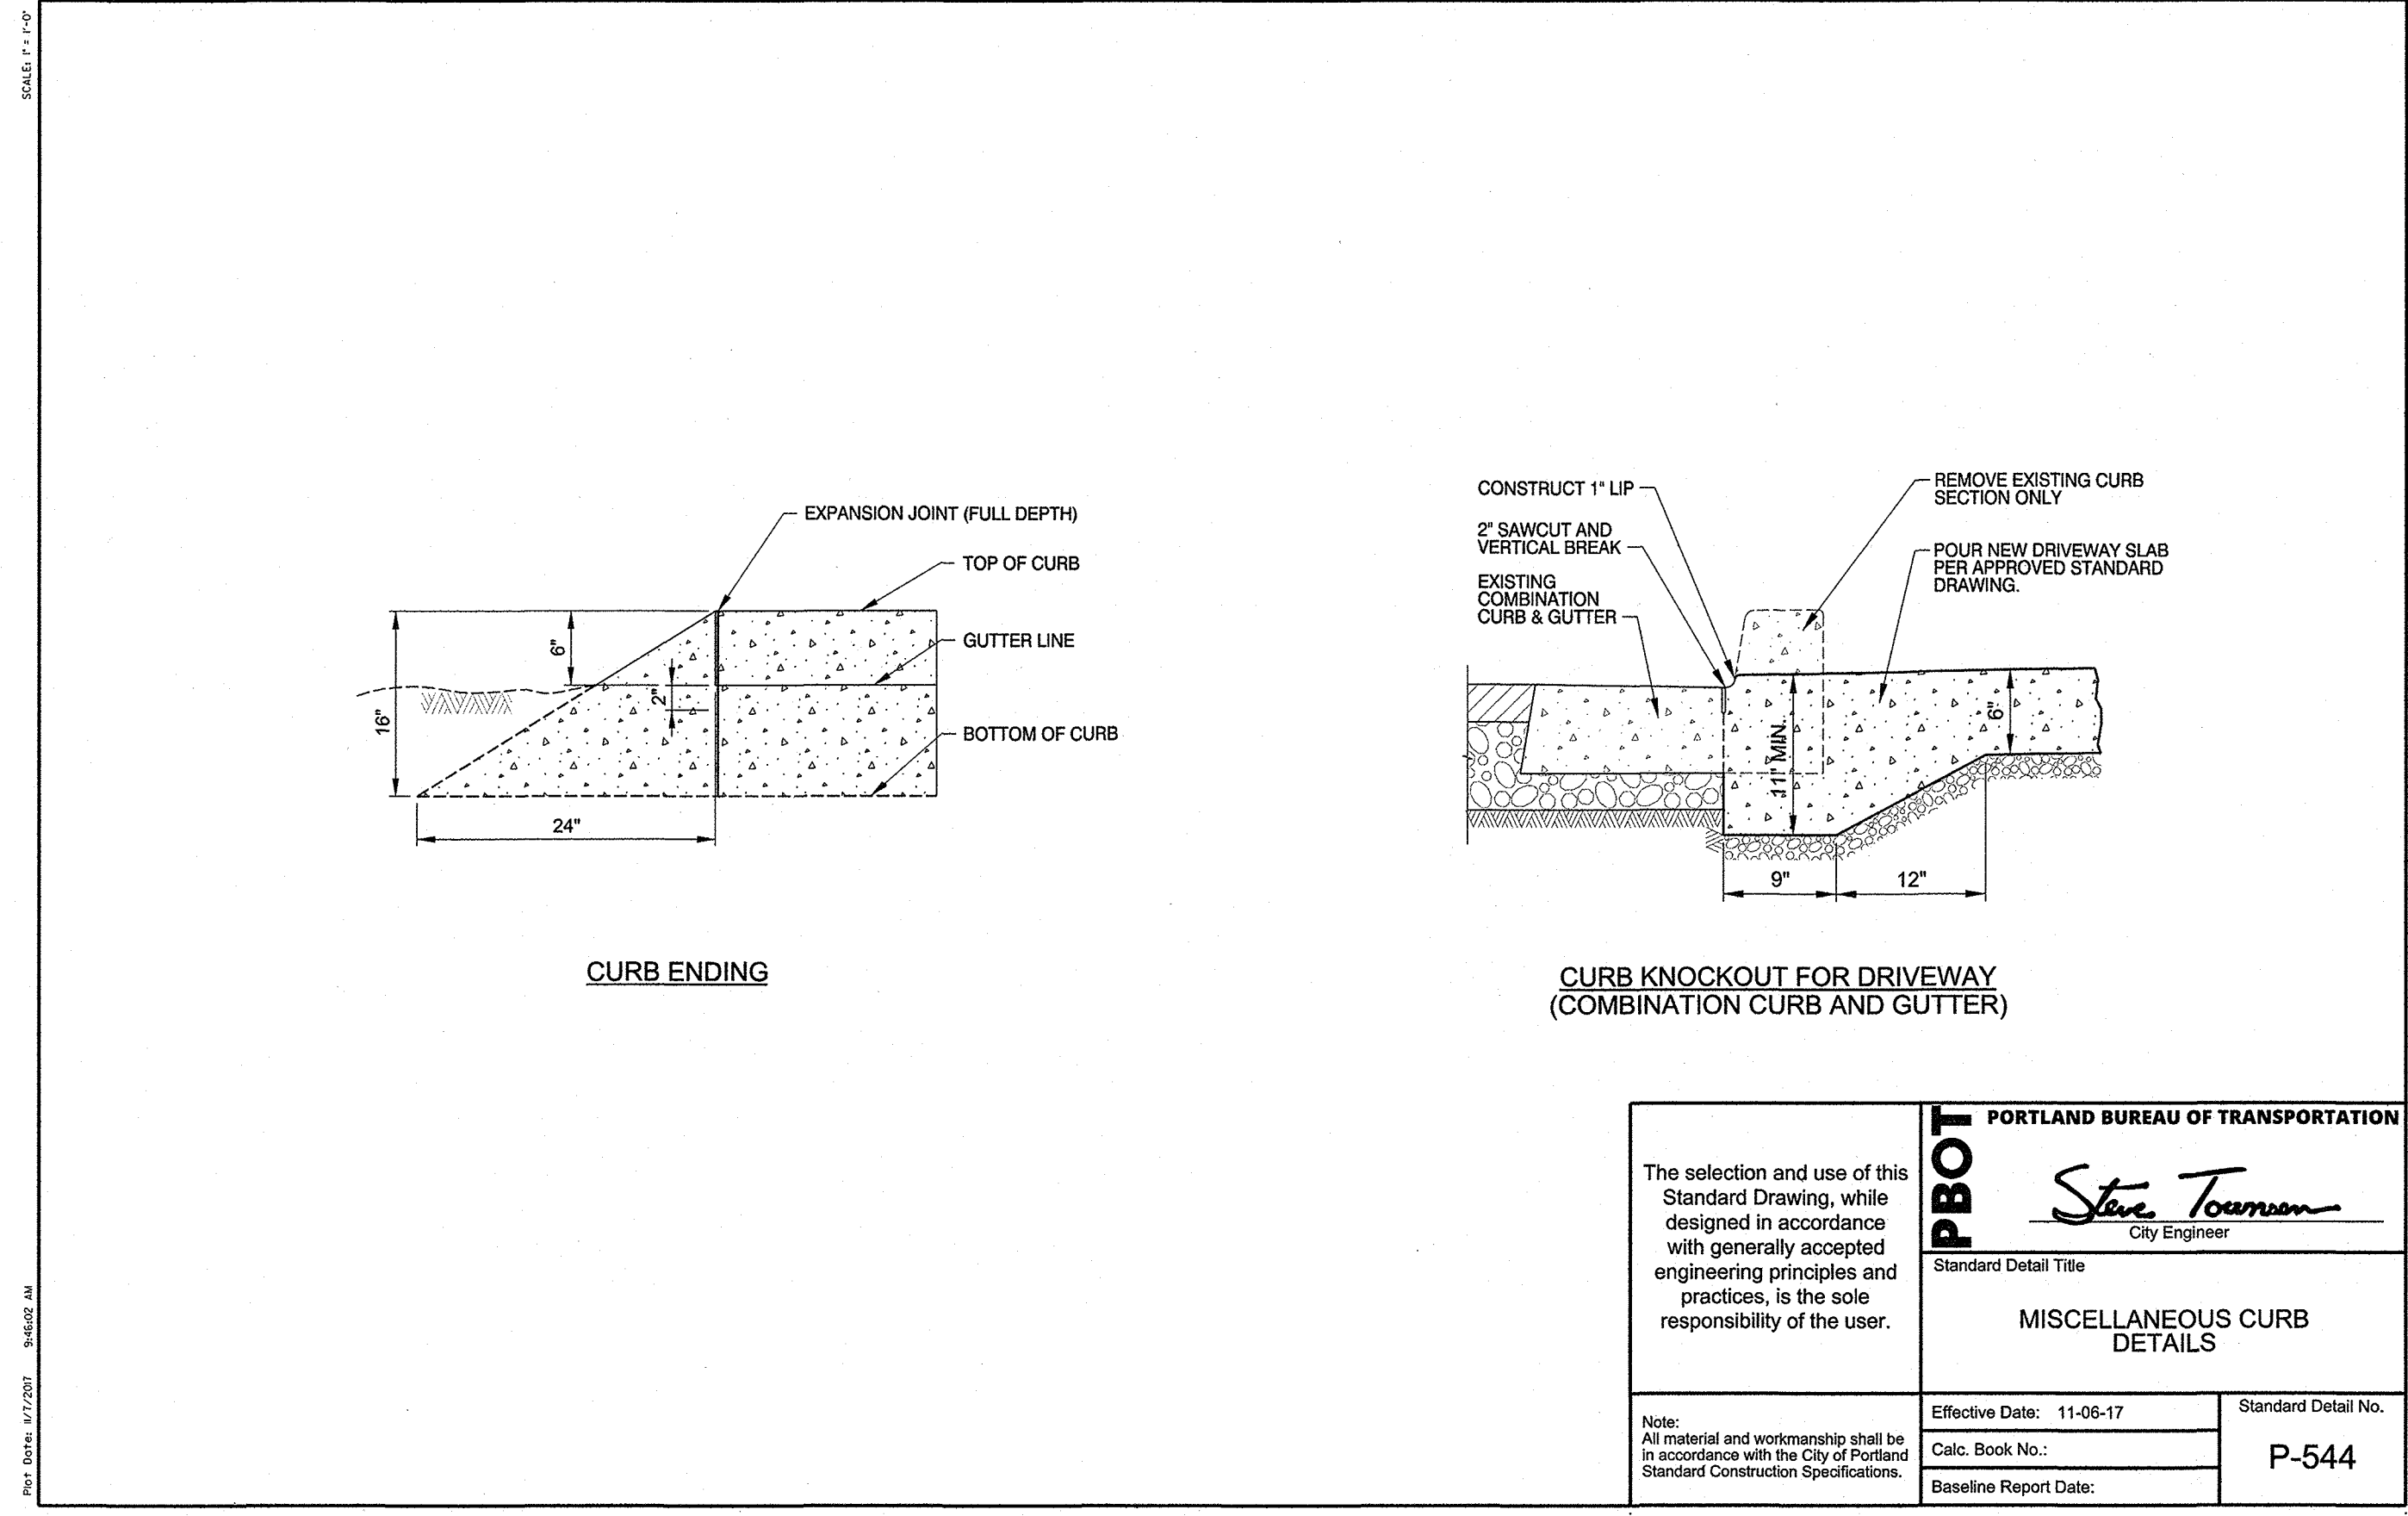 SCALE: 1" = 1'-0"
EXPANSION JOINT (FULL DEPTH)
TOP OF CURB
GUTTER LINE
BOTTOM OF CURB
6"
2"
16"
24"
CURB ENDING
CONSTRUCT 1" LIP
2" SAWCUT AND
VERTICAL BREAK
EXISTING
COMBINATION
CURB & GUTTER
REMOVE EXISTING CURB
SECTION ONLY
POUR NEW DRIVEWAY SLAB
PER APPROVED STANDARD
DRAWING.
11" MIN.
6"
9"
12"
CURB KNOCKOUT FOR DRIVEWAY
(COMBINATION CURB AND GUTTER)
The selection and use of this
Standard Drawing, while
designed in accordance
with generally accepted
engineering principles and
practices, is the sole
responsibility of the user.
Note:
All material and workmanship shall be
in accordance with the City of Portland
Standard Construction Specifications.
PBOT
PORTLAND BUREAU OF TRANSPORTATION
Steve Townsen
City Engineer
Standard Detail Title
MISCELLANEOUS CURB
DETAILS
Effective Date: 11-06-17
Calc. Book No.:
Baseline Report Date:
Standard Detail No.
P-544
Plot Date: 11/7/2017 9:46:02 AM